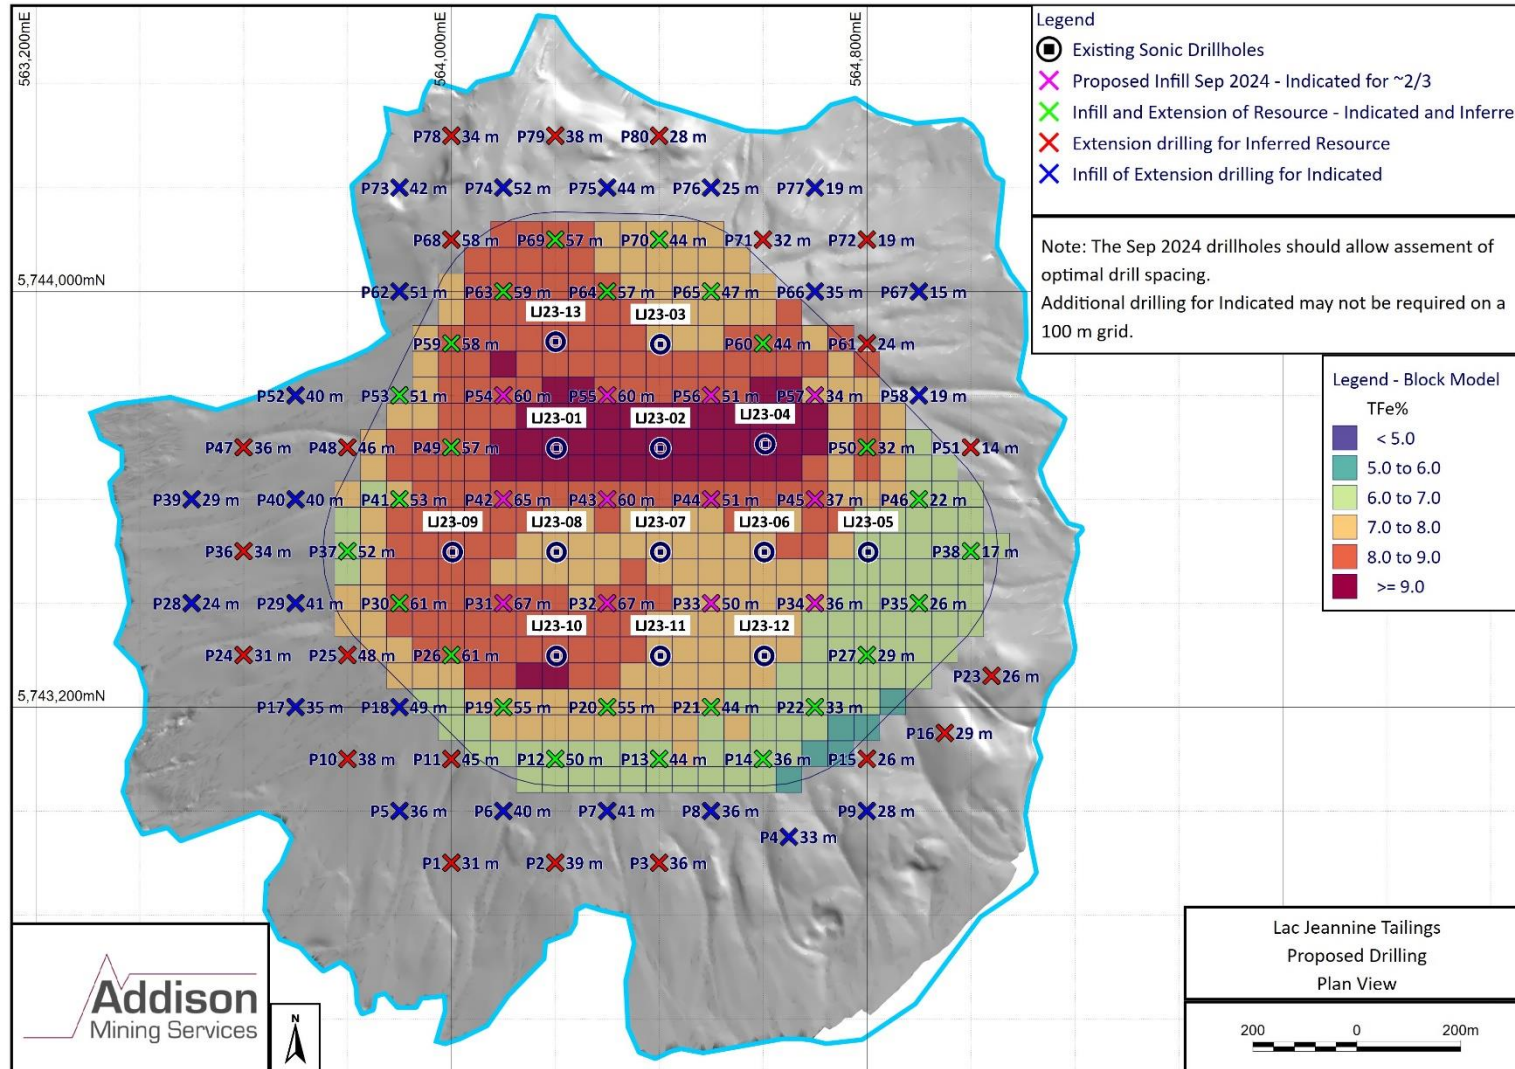 563,200mE
564,000mE
564,800mE
Legend
Existing Sonic Drillholes
Proposed Infill Sep 2024 - Indicated for ~2/3
Infill and Extension of Resource - Indicated and Inferre
Extension drilling for Inferred Resource
Infill of Extension drilling for Indicated
Note: The Sep 2024 drillholes should allow assement of
optimal drill spacing.
Additional drilling for Indicated may not be required on a
100 m grid.
Legend - Block Model
TFe%
< 5.0
5.0 to 6.0
6.0 to 7.0
7.0 to 8.0
8.0 to 9.0
>= 9.0
P78 34 m P79 38 m P80 28 m
P73 42 m P74 52 m P75 44 m P76 25 m P77 19 m
P68 58 m P69 57 m P70 44 m P71 32 m P72 19 m
5,744,000mN
P62 51 m P63 59 m P64 57 m P65 47 m P66 35 m P67 15 m
LJ23-13 LJ23-03
P59 58 m P60 44 m P61 24 m
P52 40 m P53 51 m P54 60 m P55 60 m P56 51 m P57 34 m P58 19 m
LJ23-01 LJ23-02 LJ23-04
P47 36 m P48 46 m P49 57 m P50 32 m P51 14 m
P39 29 m P40 40 m P41 53 m P42 65 m P43 60 m P44 51 m P45 37 m P46 22 m
LJ23-09 LJ23-08 LJ23-07 LJ23-06 LJ23-05
P36 34 m P37 52 m P38 17 m
P28 24 m P29 41 m P30 61 m P31 67 m P32 67 m P33 50 m P34 36 m P35 26 m
LJ23-10 LJ23-11 LJ23-12
P24 31 m P25 48 m P26 61 m P27 29 m
P23 26 m
5,743,200mN
P17 35 m P18 49 m P19 55 m P20 55 m P21 44 m P22 33 m
P16 29 m
P10 38 m P11 45 m P12 50 m P13 44 m P14 36 m P15 26 m
P5 36 m P6 40 m P7 41 m P8 36 m P9 28 m
P4 33 m
P1 31 m P2 39 m P3 36 m
Addison
Mining Services
N
Lac Jeannine Tailings
Proposed Drilling
Plan View
200 0 200m